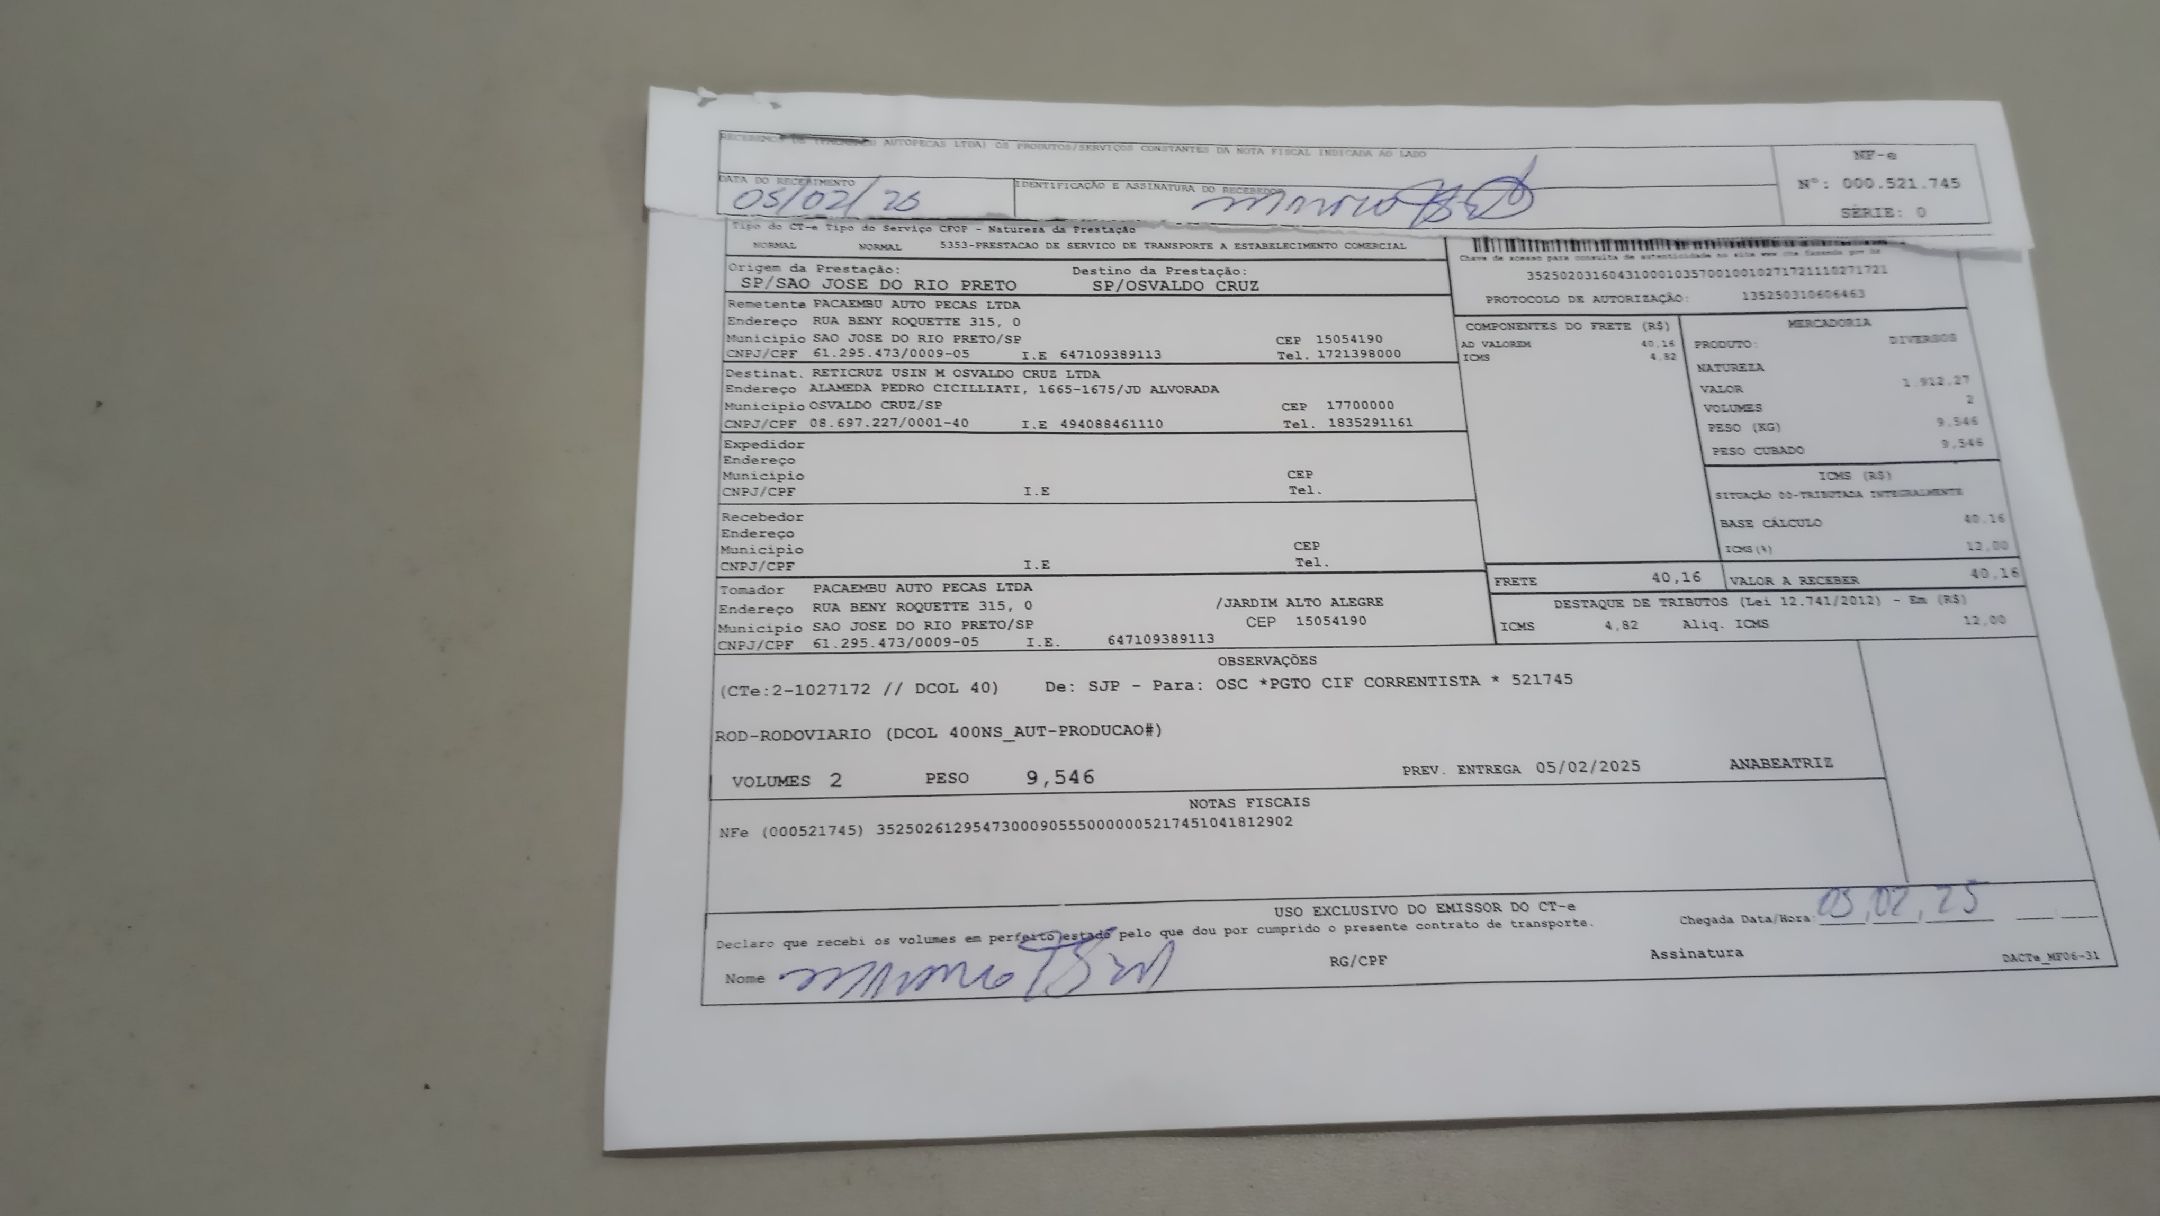 RECEBEMOS DE (PACAEMBU AUTOPECAS LTDA) OS PRODUTOS/SERVIÇOS CONSTANTES DA NOTA FISCAL INDICADA AO LADO
NF-e
Nº: 000.521.745
SÉRIE: 0
DATA DO RECEBIMENTO
05/02/25
IDENTIFICAÇÃO E ASSINATURA DO RECEBEDOR
Tipo do CT-e Tipo do Serviço CFOP - Natureza da Prestação
NORMAL NORMAL 5353-PRESTACAO DE SERVICO DE TRANSPORTE A ESTABELECIMENTO COMERCIAL
Chave de acesso para consulta de autenticidade no site www.cte.fazenda.gov.br
35250203160431000103570010010271721110271721
PROTOCOLO DE AUTORIZAÇÃO: 135250310606463
Origem da Prestação: Destino da Prestação:
SP/SAO JOSE DO RIO PRETO SP/OSVALDO CRUZ
Remetente PACAEMBU AUTO PECAS LTDA
Endereço RUA BENY ROQUETTE 315, 0
Municipio SAO JOSE DO RIO PRETO/SP CEP 15054190
CNPJ/CPF 61.295.473/0009-05 I.E 647109389113 Tel. 1721398000
Destinat. RETICRUZ USIN M OSVALDO CRUZ LTDA
Endereço ALAMEDA PEDRO CICILLIATI, 1665-1675/JD ALVORADA
Municipio OSVALDO CRUZ/SP CEP 17700000
CNPJ/CPF 08.697.227/0001-40 I.E 494088461110 Tel. 1835291161
Expedidor
Endereço
Municipio CEP
CNPJ/CPF I.E Tel.
Recebedor
Endereço
Municipio CEP
CNPJ/CPF I.E Tel.
Tomador PACAEMBU AUTO PECAS LTDA
Endereço RUA BENY ROQUETTE 315, 0 /JARDIM ALTO ALEGRE
Municipio SAO JOSE DO RIO PRETO/SP CEP 15054190
CNPJ/CPF 61.295.473/0009-05 I.E. 647109389113
COMPONENTES DO FRETE (R$)
AD VALOREM 40,16
ICMS 4,82
MERCADORIA
PRODUTO: DIVERSOS
NATUREZA
VALOR 1.912,27
VOLUMES 2
PESO (KG) 9,546
PESO CUBADO 9,546
ICMS (R$)
SITUAÇÃO 00-TRIBUTADA INTEGRALMENTE
BASE CÁLCULO 40,16
ICMS (%) 12,00
FRETE 40,16 VALOR A RECEBER 40,16
DESTAQUE DE TRIBUTOS (Lei 12.741/2012) - Em (R$)
ICMS 4,82 Aliq. ICMS 12,00
OBSERVAÇÕES
(CTe:2-1027172 // DCOL 40) De: SJP - Para: OSC *PGTO CIF CORRENTISTA * 521745
ROD-RODOVIARIO (DCOL 400NS_AUT-PRODUCAO#)
VOLUMES 2 PESO 9,546 PREV. ENTREGA 05/02/2025 ANABEATRIZ
NOTAS FISCAIS
NFe (000521745) 35250261295473000905550000005217451041812902
USO EXCLUSIVO DO EMISSOR DO CT-e
Declaro que recebi os volumes em perfeito estado pelo que dou por cumprido o presente contrato de transporte.
Chegada Data/Hora: 05,02,25
Nome RG/CPF Assinatura
DACTe_MF06-31